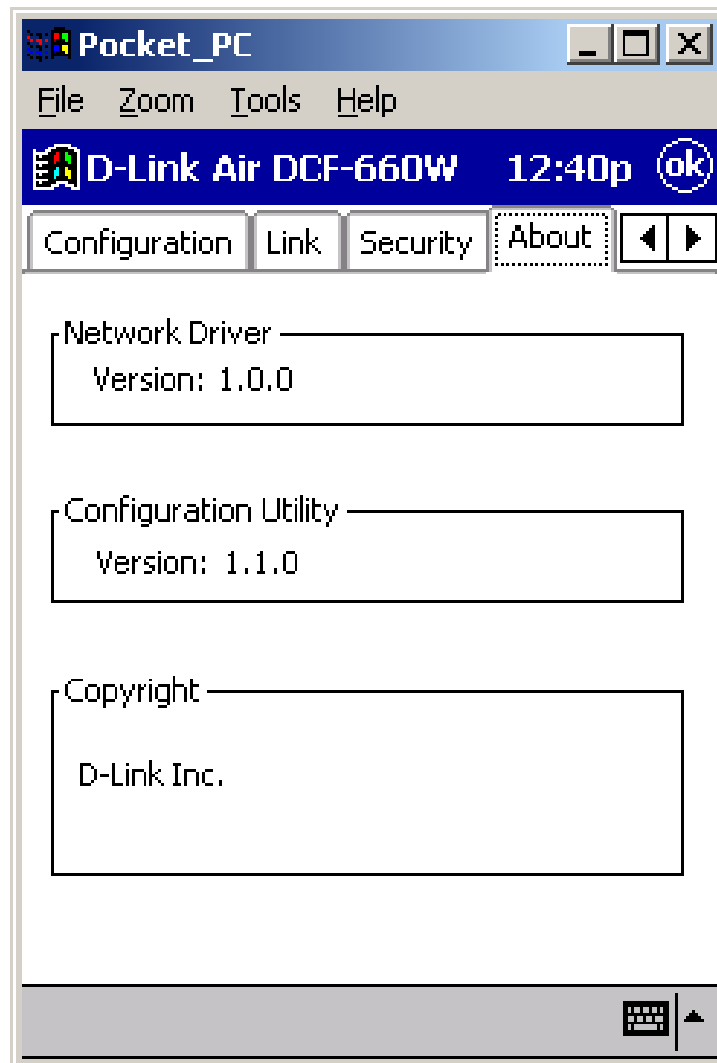 Pocket_PC
File Zoom Tools Help
D-Link Air DCF-660W 12:40p ok
Configuration Link Security About
Network Driver
Version: 1.0.0
Configuration Utility
Version: 1.1.0
Copyright
D-Link Inc.